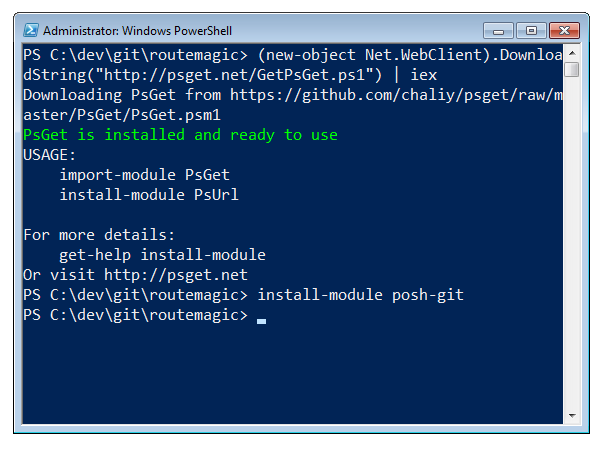 Administrator: Windows PowerShell
PS C:\dev\git\routemagic> (new-object Net.WebClient).Downloa
dString("http://psget.net/GetPsGet.ps1") | iex
Downloading PsGet from https://github.com/chaliy/psget/raw/m
aster/PsGet/PsGet.psm1
PsGet is installed and ready to use
USAGE:
    import-module PsGet
    install-module PsUrl

For more details:
    get-help install-module
Or visit http://psget.net
PS C:\dev\git\routemagic> install-module posh-git
PS C:\dev\git\routemagic> _